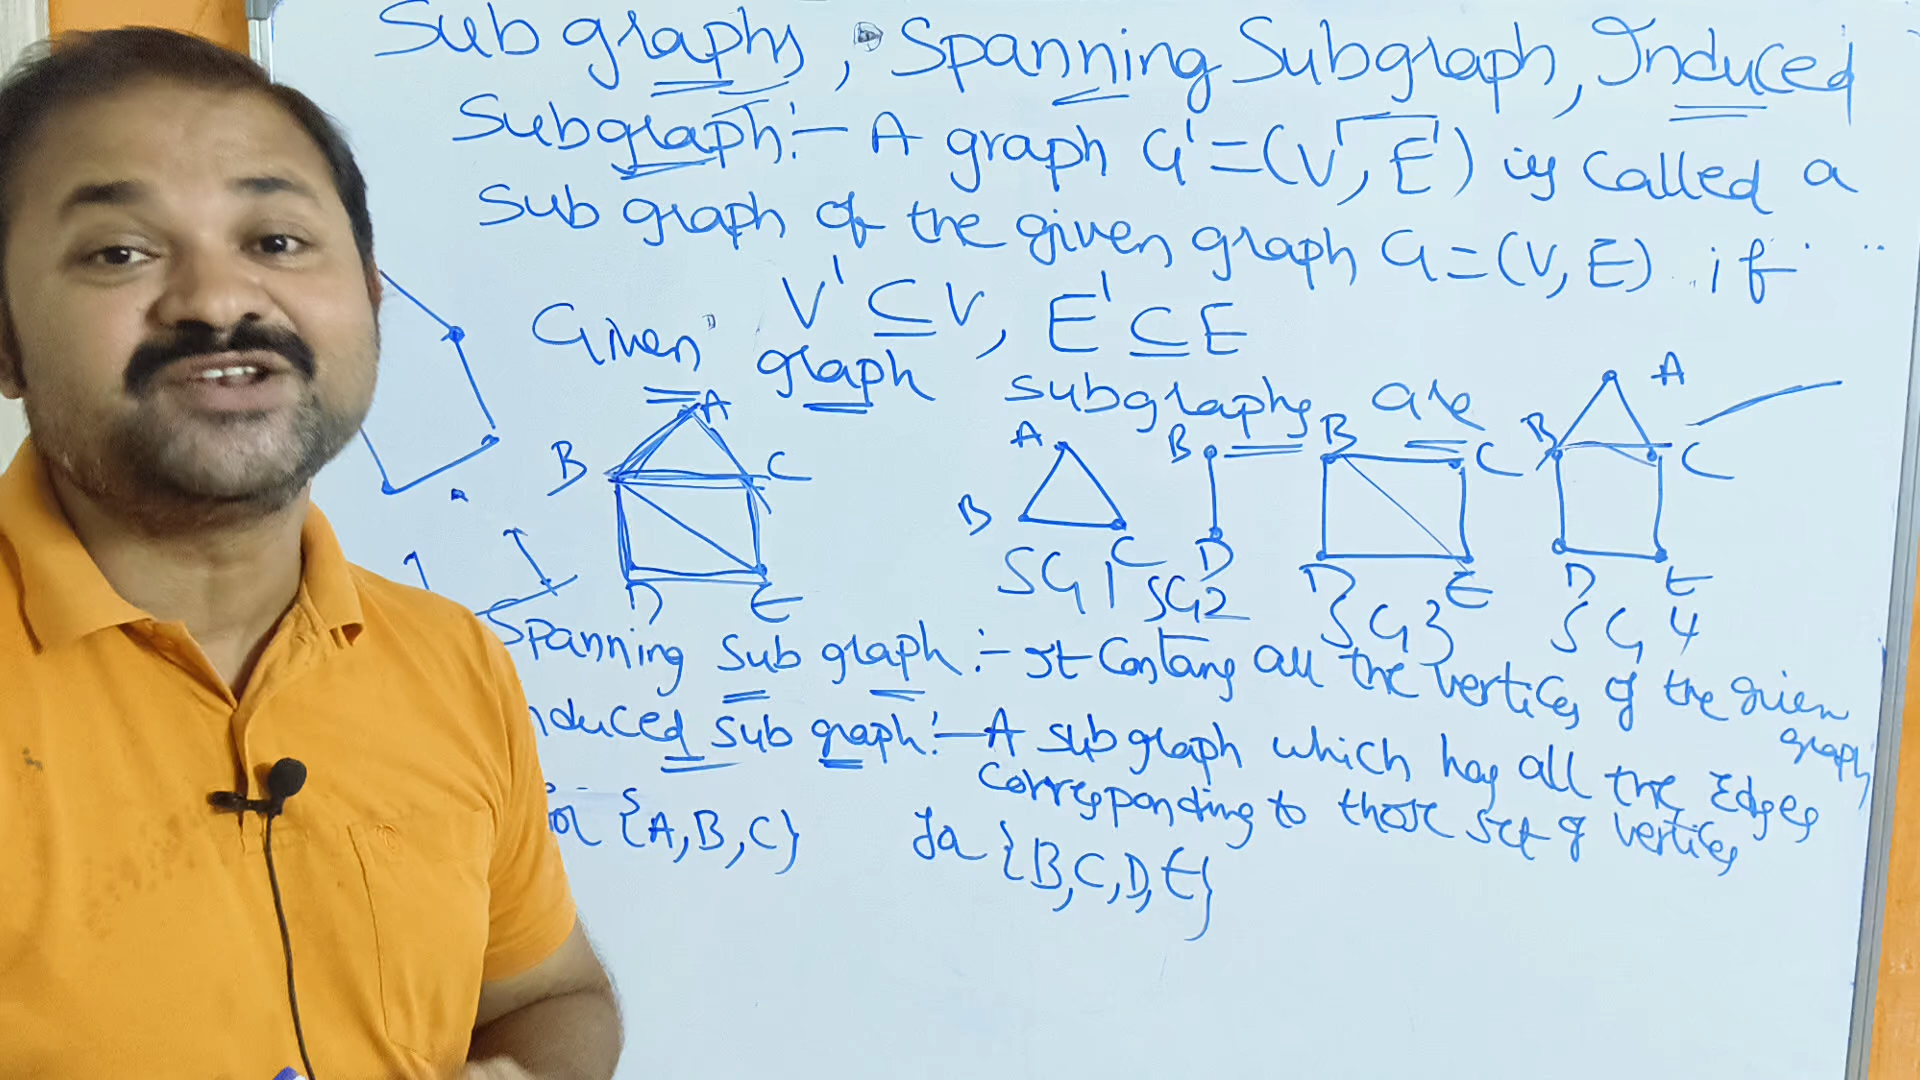 Sub graphs, Spanning Subgraph, Induced
Subgraph:- A graph G'=(V', E') is called a
Sub graph of the given graph G=(V, E) if
V' ⊆ V, E' ⊆ E
Given graph
subgraphs are
A
B
C
D
E
A
B
C
SG1
B
D
SG2
B
C
D
E
SG3
A
B
C
D
E
SG4
Spanning Sub graph :- It Contains all the vertices of the given graph
nduced Sub graph:- A subgraph which has all the Edges
Corresponding to those set of vertices
for {A,B,C}
for {B,C,D,E}